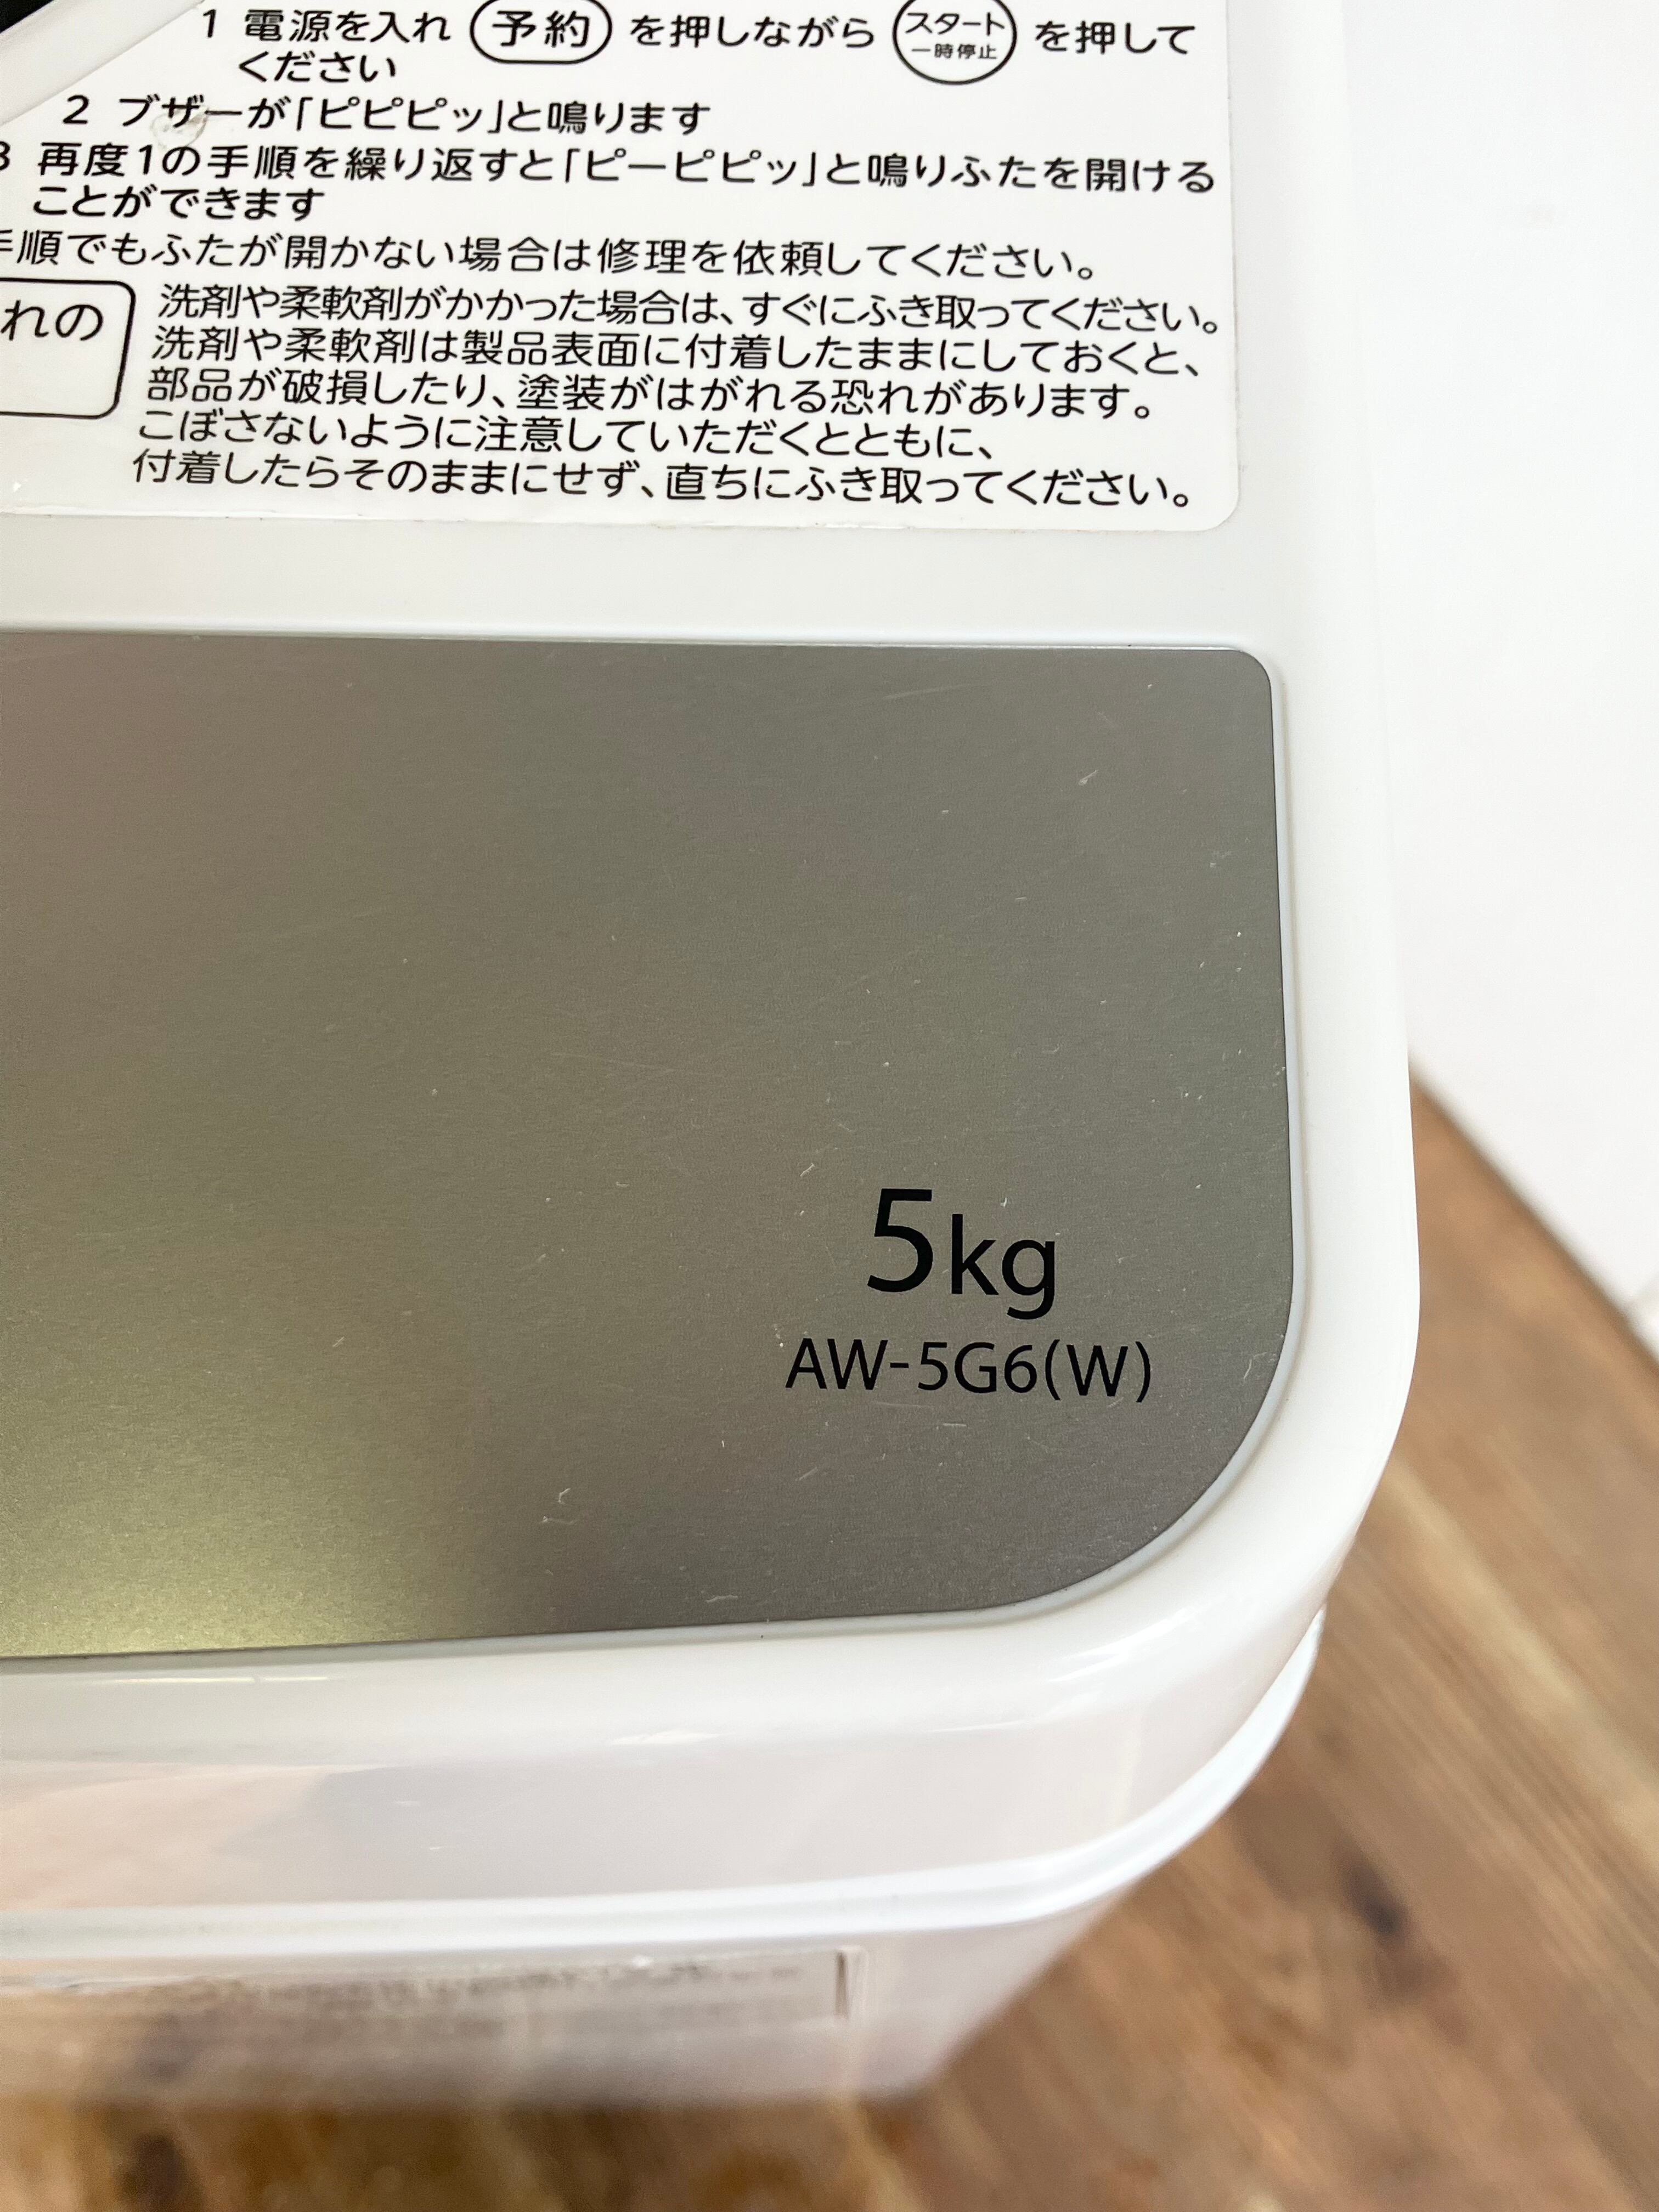 1 電源を入れ 予約 を押しながら スタート 一時停止 を押して
ください
2 ブザーが「ピピピッ」と鳴ります
3 再度1の手順を繰り返すと「ピーピピッ」と鳴りふたを開ける
ことができます
手順でもふたが開かない場合は修理を依頼してください。
れの
洗剤や柔軟剤がかかった場合は、すぐにふき取ってください。
洗剤や柔軟剤は製品表面に付着したままにしておくと、
部品が破損したり、塗装がはがれる恐れがあります。
こぼさないように注意していただくとともに、
付着したらそのままにせず、直ちにふき取ってください。
5kg
AW-5G6(W)